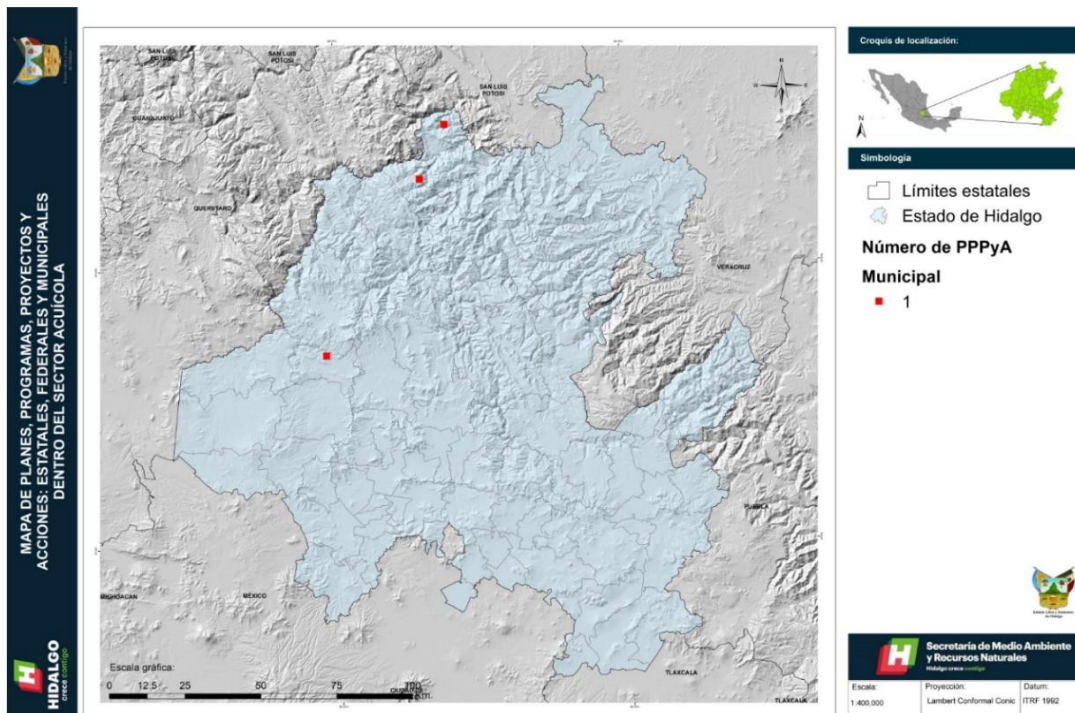 MAPA DE PLANES, PROGRAMAS, PROYECTOS Y
ACCIONES: ESTATALES, FEDERALES Y MUNICIPALES
DENTRO DEL SECTOR ACUÍCOLA
HIDALGO
crece contigo
SAN LUIS
POTOSI
SAN LUIS
POTOSI
SAN LUIS
POTOSI
GUANAJUATO
QUERETARO
VERACRUZ
PUEBLA
MICHOACAN
MEXICO
TLAXCALA
TLAXCALA
N
W
E
S
Escala gráfica:
0 12.5 25 50 75 100
Croquis de localización:
N
Simbología
Límites estatales
Estado de Hidalgo
Número de PPPyA
Municipal
1
Secretaría de Medio Ambiente
y Recursos Naturales
Hidalgo crece contigo
Escala: Proyección: Datum:
1:400,000 Lambert Conformal Conic ITRF 1992